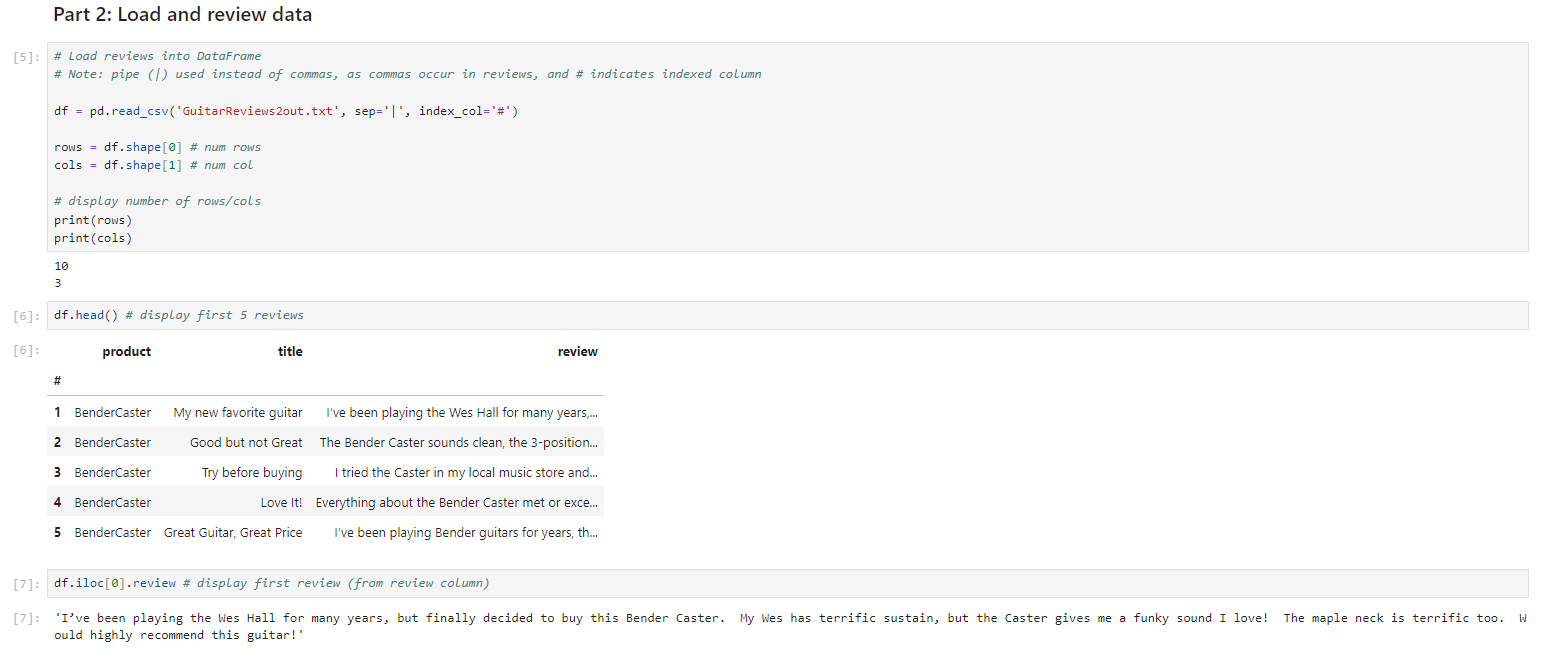 Part 2: Load and review data
[5]: # Load reviews into DataFrame
# Note: pipe (|) used instead of commas, as commas occur in reviews, and # indicates indexed column
df = pd.read_csv('GuitarReviews2out.txt', sep='|', index_col='#')
rows = df.shape[0] # num rows
cols = df.shape[1] # num col
# display number of rows/cols
print(rows)
print(cols)
10
3
[6]: df.head() # display first 5 reviews
[6]: product title review
#
1 BenderCaster My new favorite guitar I've been playing the Wes Hall for many years,...
2 BenderCaster Good but not Great The Bender Caster sounds clean, the 3-position...
3 BenderCaster Try before buying I tried the Caster in my local music store and...
4 BenderCaster Love It! Everything about the Bender Caster met or exce...
5 BenderCaster Great Guitar, Great Price I've been playing Bender guitars for years, th...
[7]: df.iloc[0].review # display first review (from review column)
[7]: 'I’ve been playing the Wes Hall for many years, but finally decided to buy this Bender Caster.  My Wes has terrific sustain, but the Caster gives me a funky sound I love!  The maple neck is terrific too.  W
ould highly recommend this guitar!'